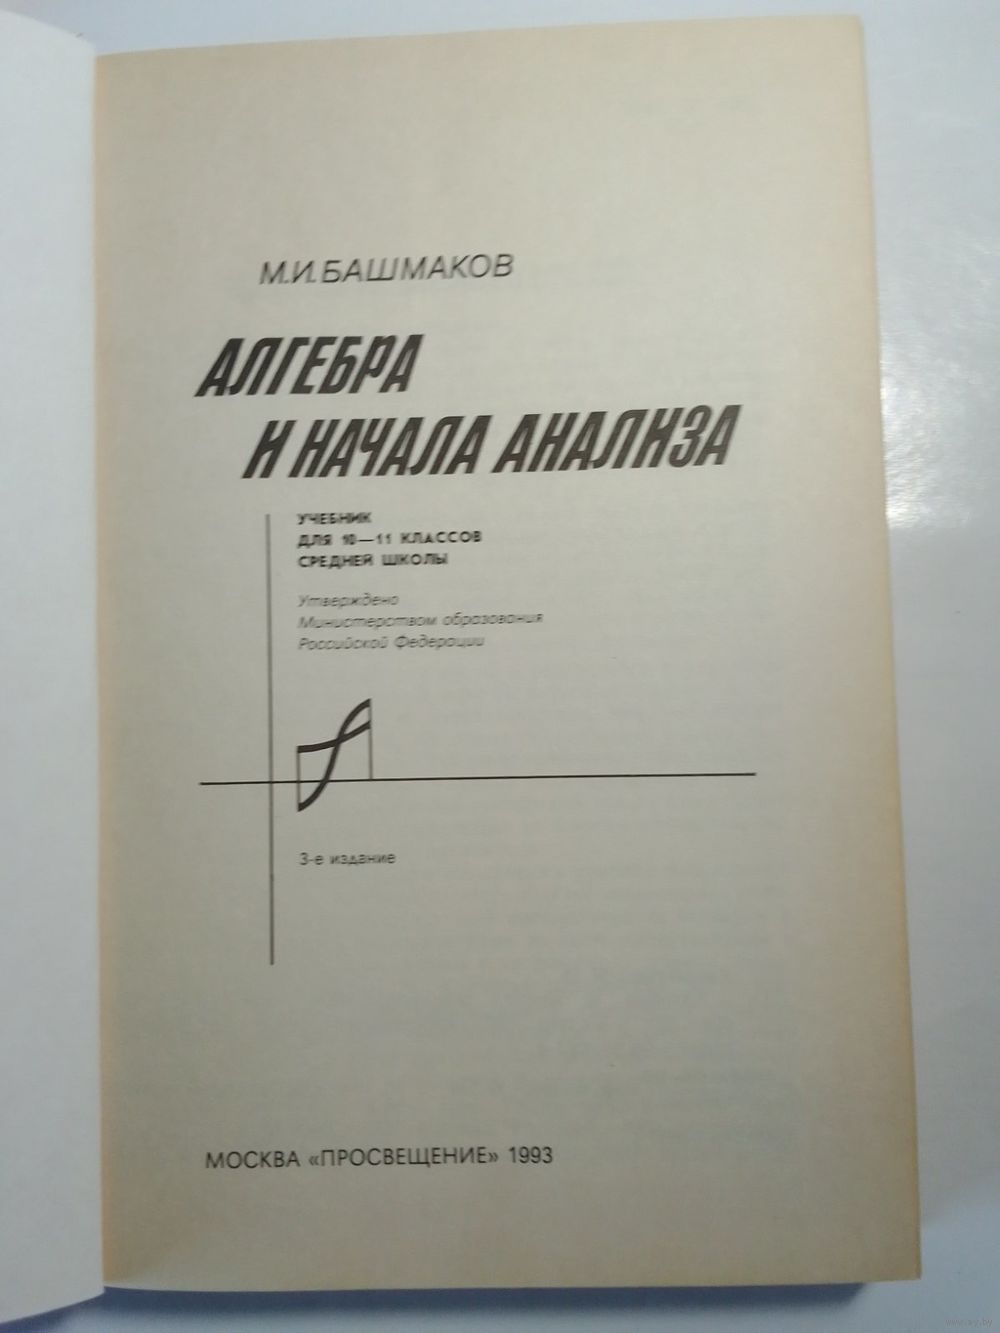 М.И.БАШМАКОВ
АЛГЕБРА
И НАЧАЛА АНАЛИЗА
УЧЕБНИК
ДЛЯ 10—11 КЛАССОВ
СРЕДНЕЙ ШКОЛЫ
Утверждено
Министерством образования
Российской Федерации
3-е издание
МОСКВА «ПРОСВЕЩЕНИЕ» 1993